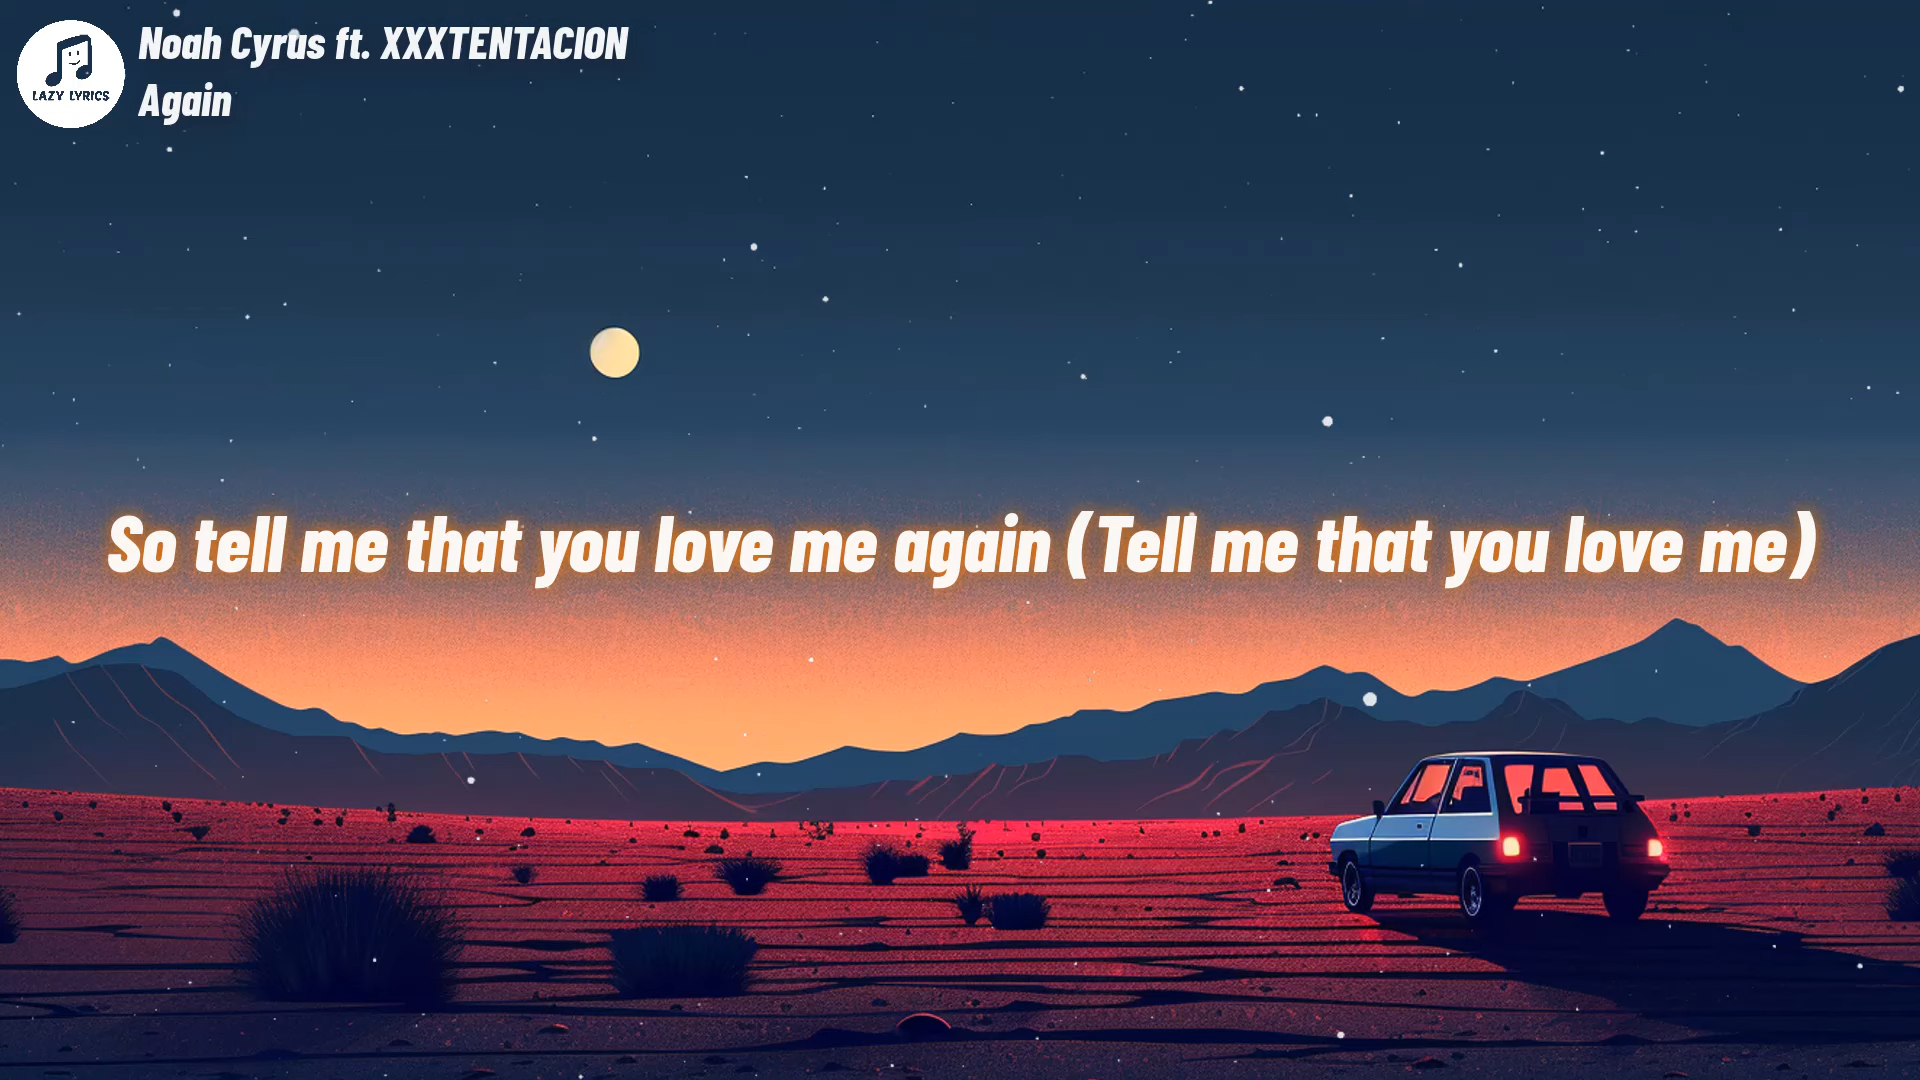 LAZY LYRICS
Noah Cyrus ft. XXXTENTACION
Again
So tell me that you love me again (Tell me that you love me)